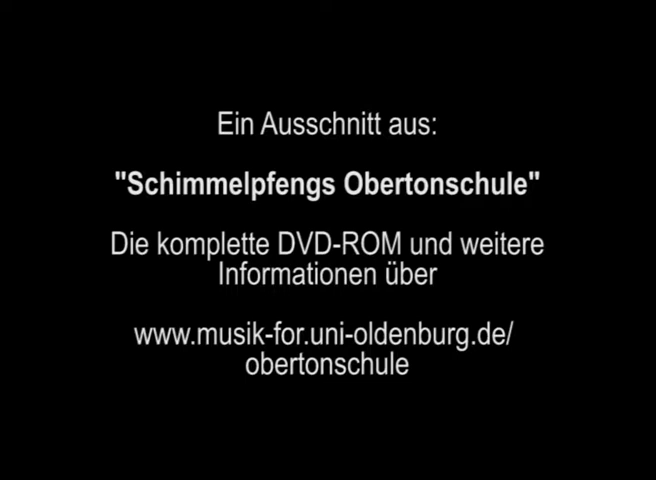 Ein Ausschnitt aus:
"Schimmelpfengs Obertonschule"
Die komplette DVD-ROM und weitere
Informationen über
www.musik-for.uni-oldenburg.de/
obertonschule